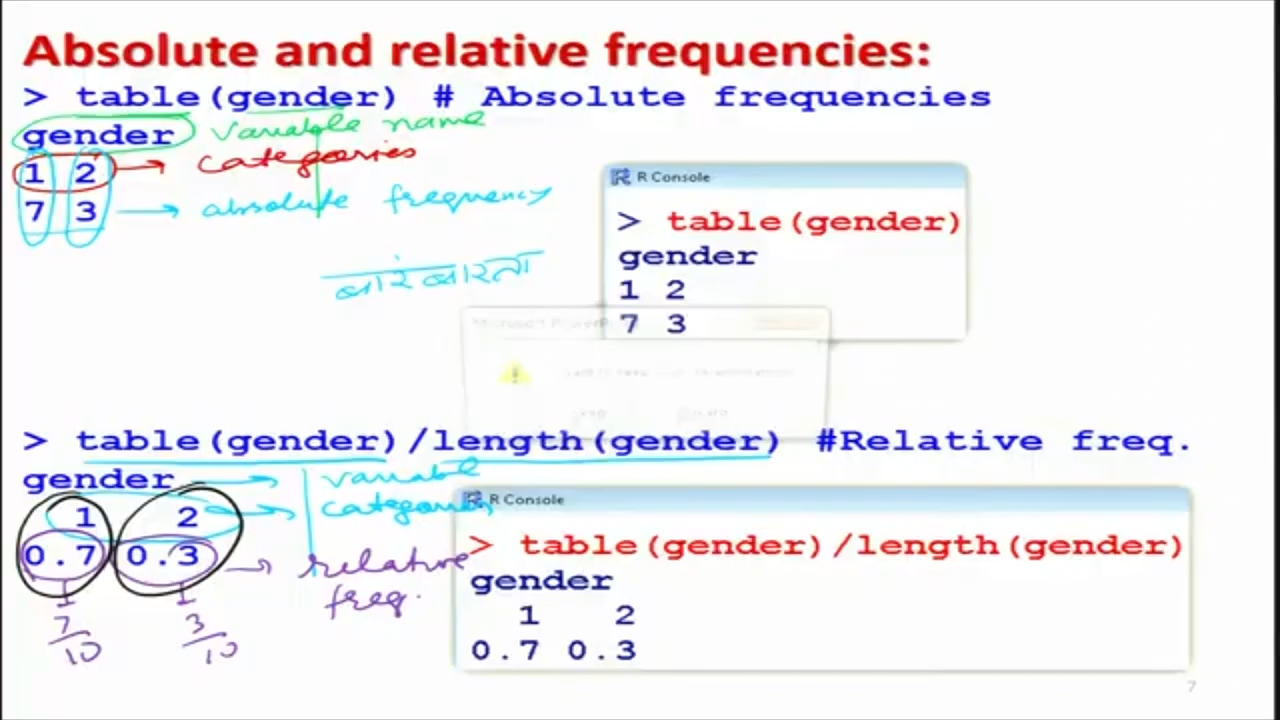 Absolute and relative frequencies:
> table(gender) # Absolute frequencies
gender variable name
1 2 → categories
7 3 → absolute frequency
बारंबारता
R Console
> table(gender)
gender
1 2
7 3
> table(gender)/length(gender) #Relative freq.
gender → variable
1 2 → categories
0.7 0.3 → relative freq.
7/10 3/10
R Console
> table(gender)/length(gender)
gender
1 2
0.7 0.3
7